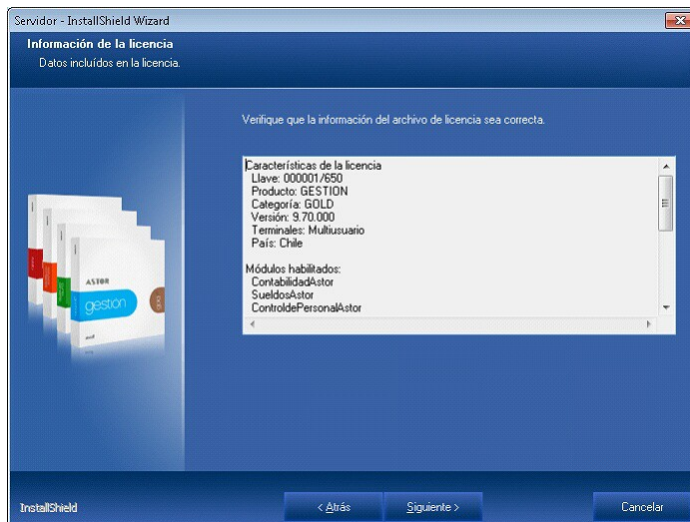 Servidor - InstallShield Wizard
Información de la licencia
Datos incluídos en la licencia.
Verifique que la información del archivo de licencia sea correcta.
Características de la licencia
Llave: 000001/650
Producto: GESTION
Categoría: GOLD
Versión: 9.70.000
Terminales: Multiusuario
País: Chile
Módulos habilitados:
ContabilidadAstor
SueldosAstor
ControldePersonalAstor
ASTOR
gestión
InstallShield
< Atrás
Siguiente >
Cancelar